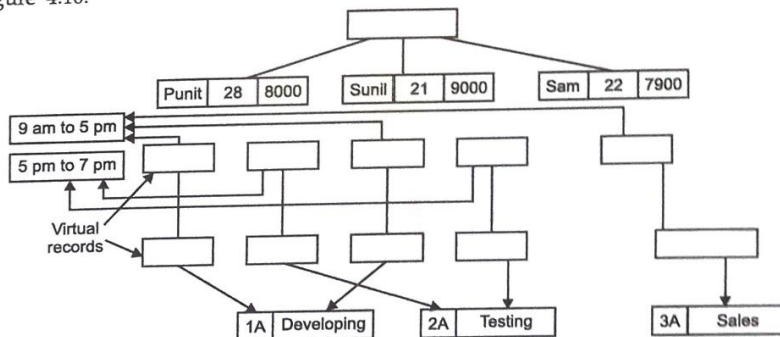 gure 4.10.
Punit 28 8000
Sunil 21 9000
Sam 22 7900
9 am to 5 pm
5 pm to 7 pm
Virtual
records
1A Developing
2A Testing
3A Sales